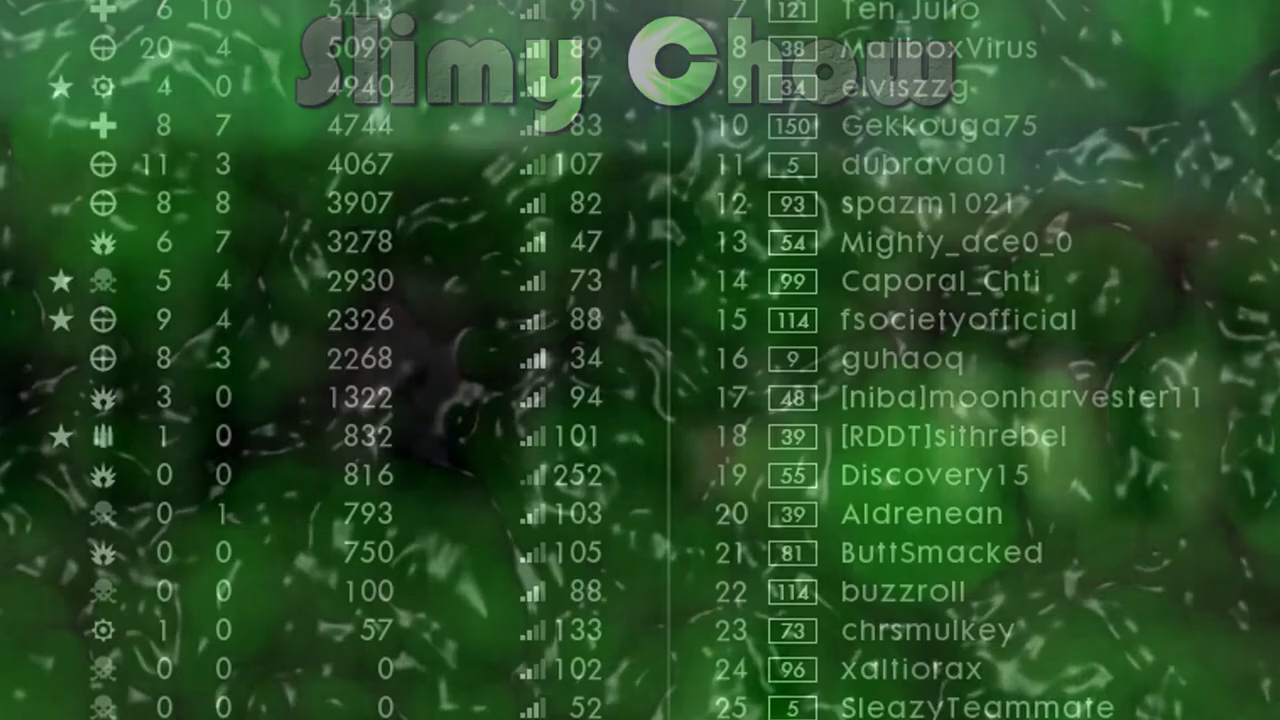 Slimy Chow
6 10 5413 91 7 121 Ten_Julio
20 4 5099 89 8 38 MailboxVirus
4 0 4940 27 9 34 elviszzg
8 7 4744 83 10 150 Gekkouga75
11 3 4067 107 11 5 dubrava01
8 8 3907 82 12 93 spazm1021
6 7 3278 47 13 54 Mighty_ace0_0
5 4 2930 73 14 99 Caporal_Chti
9 4 2326 88 15 114 fsocietyofficial
8 3 2268 34 16 9 guhaoq
3 0 1322 94 17 48 [niba]moonharvester11
1 0 832 101 18 39 [RDDT]sithrebel
0 0 816 252 19 55 Discovery15
0 1 793 103 20 39 Aldrenean
0 0 750 105 21 81 ButtSmacked
0 0 100 88 22 114 buzzroll
1 0 57 133 23 73 chrsmulkey
0 0 0 102 24 96 xaltiorax
0 0 0 52 25 5 SleazyTeammate